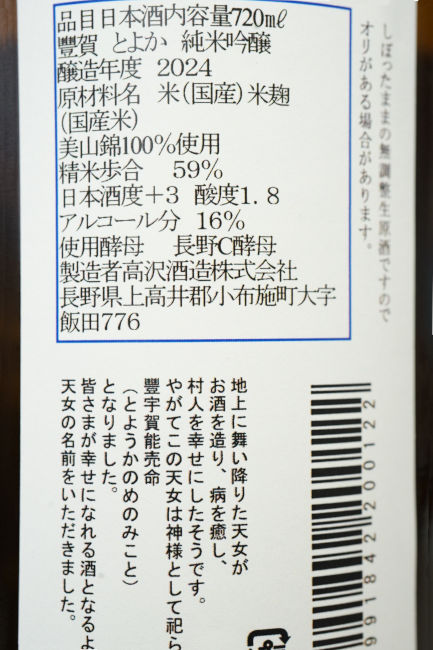 品目日本酒内容量720ml
豐賀 とよか 純米吟醸
醸造年度 2024
原材料名 米(国産)米麹
(国産米)
美山錦100%使用
精米歩合 59%
日本酒度+3 酸度1.8
アルコール分 16%
使用酵母 長野C酵母
製造者高沢酒造株式会社
長野県上高井郡小布施町大字
飯田776
しぼったままの無調整生原酒ですので
オリがある場合があります。
地上に舞い降りた天女が
お酒を造り、病を癒し、
村人を幸せにしたそうです。
やがてこの天女は神様として祀ら
豐宇賀能売命
(とようかのめのみこと)
となりました。
皆さまが幸せになれる酒となるよ
天女の名前をいただきました。
991842200122